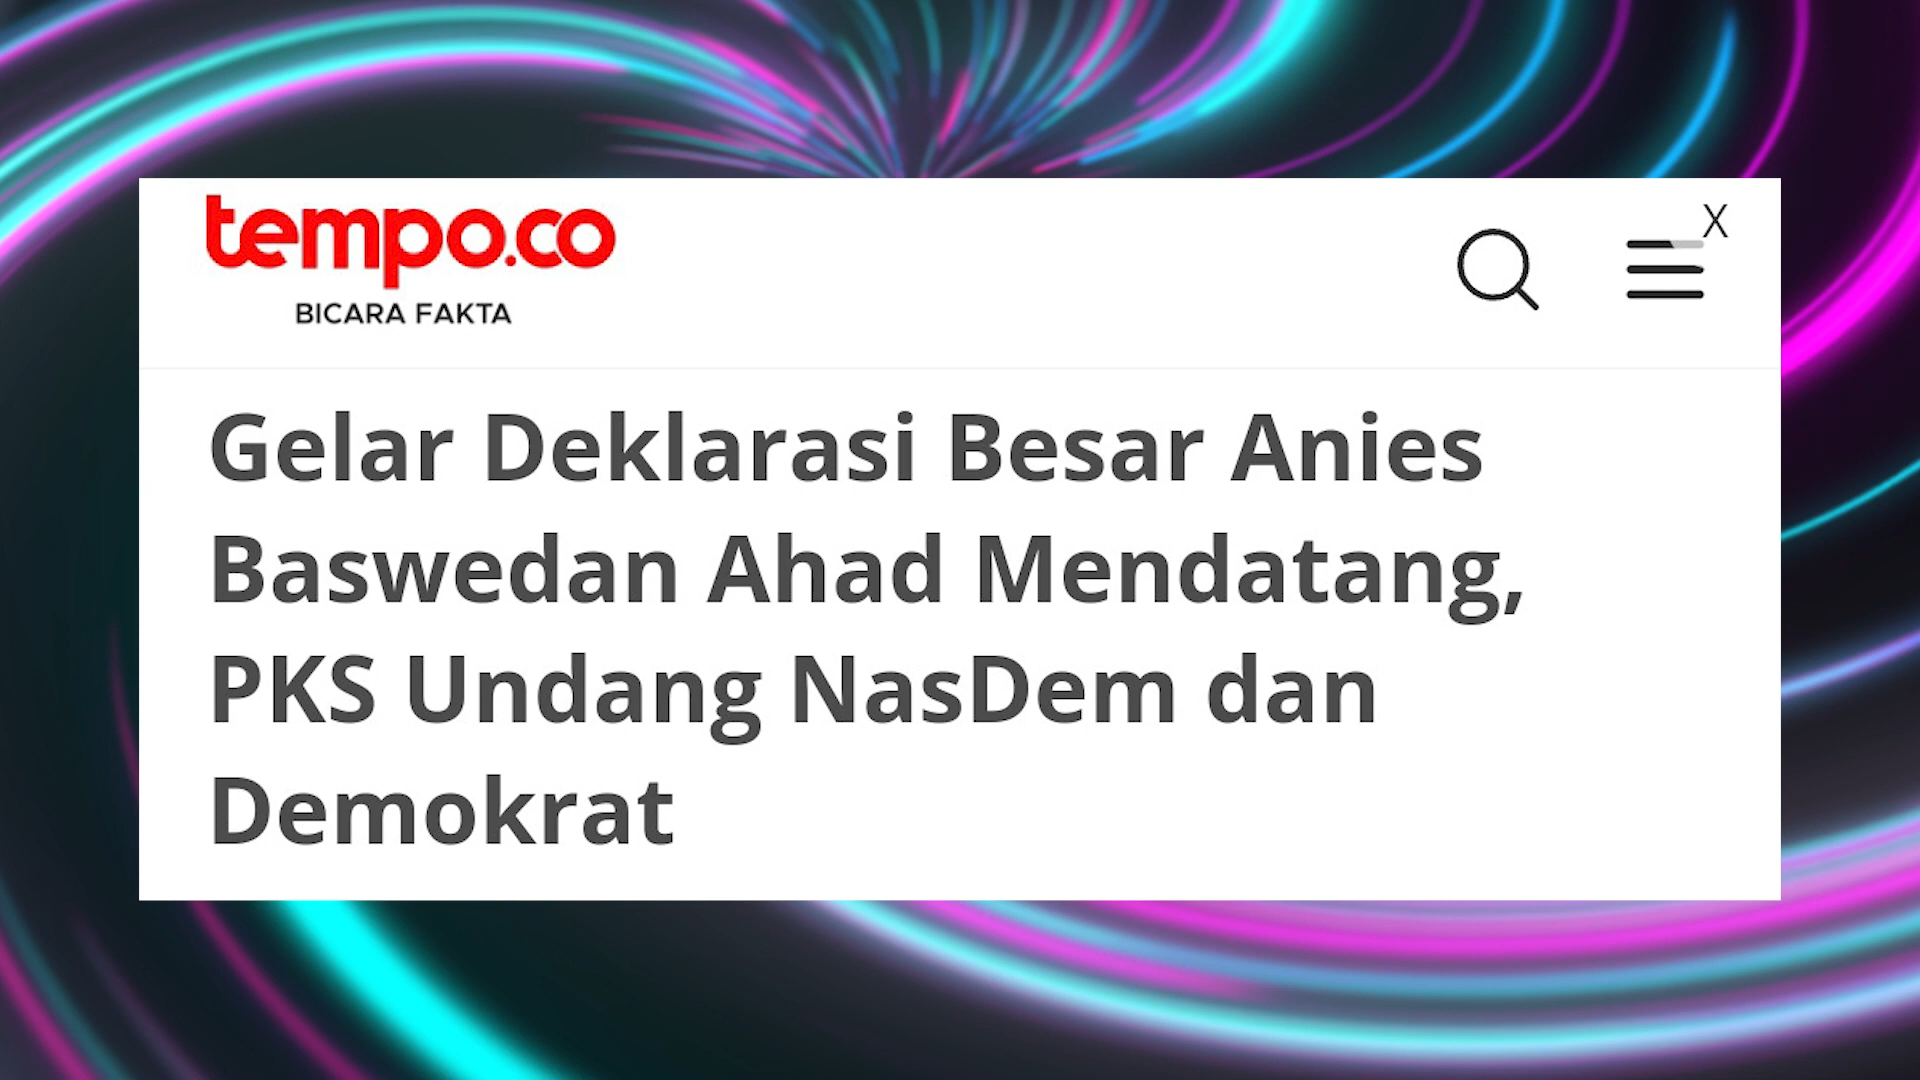 tempo.co
BICARA FAKTA
X
Gelar Deklarasi Besar Anies
Baswedan Ahad Mendatang,
PKS Undang NasDem dan
Demokrat